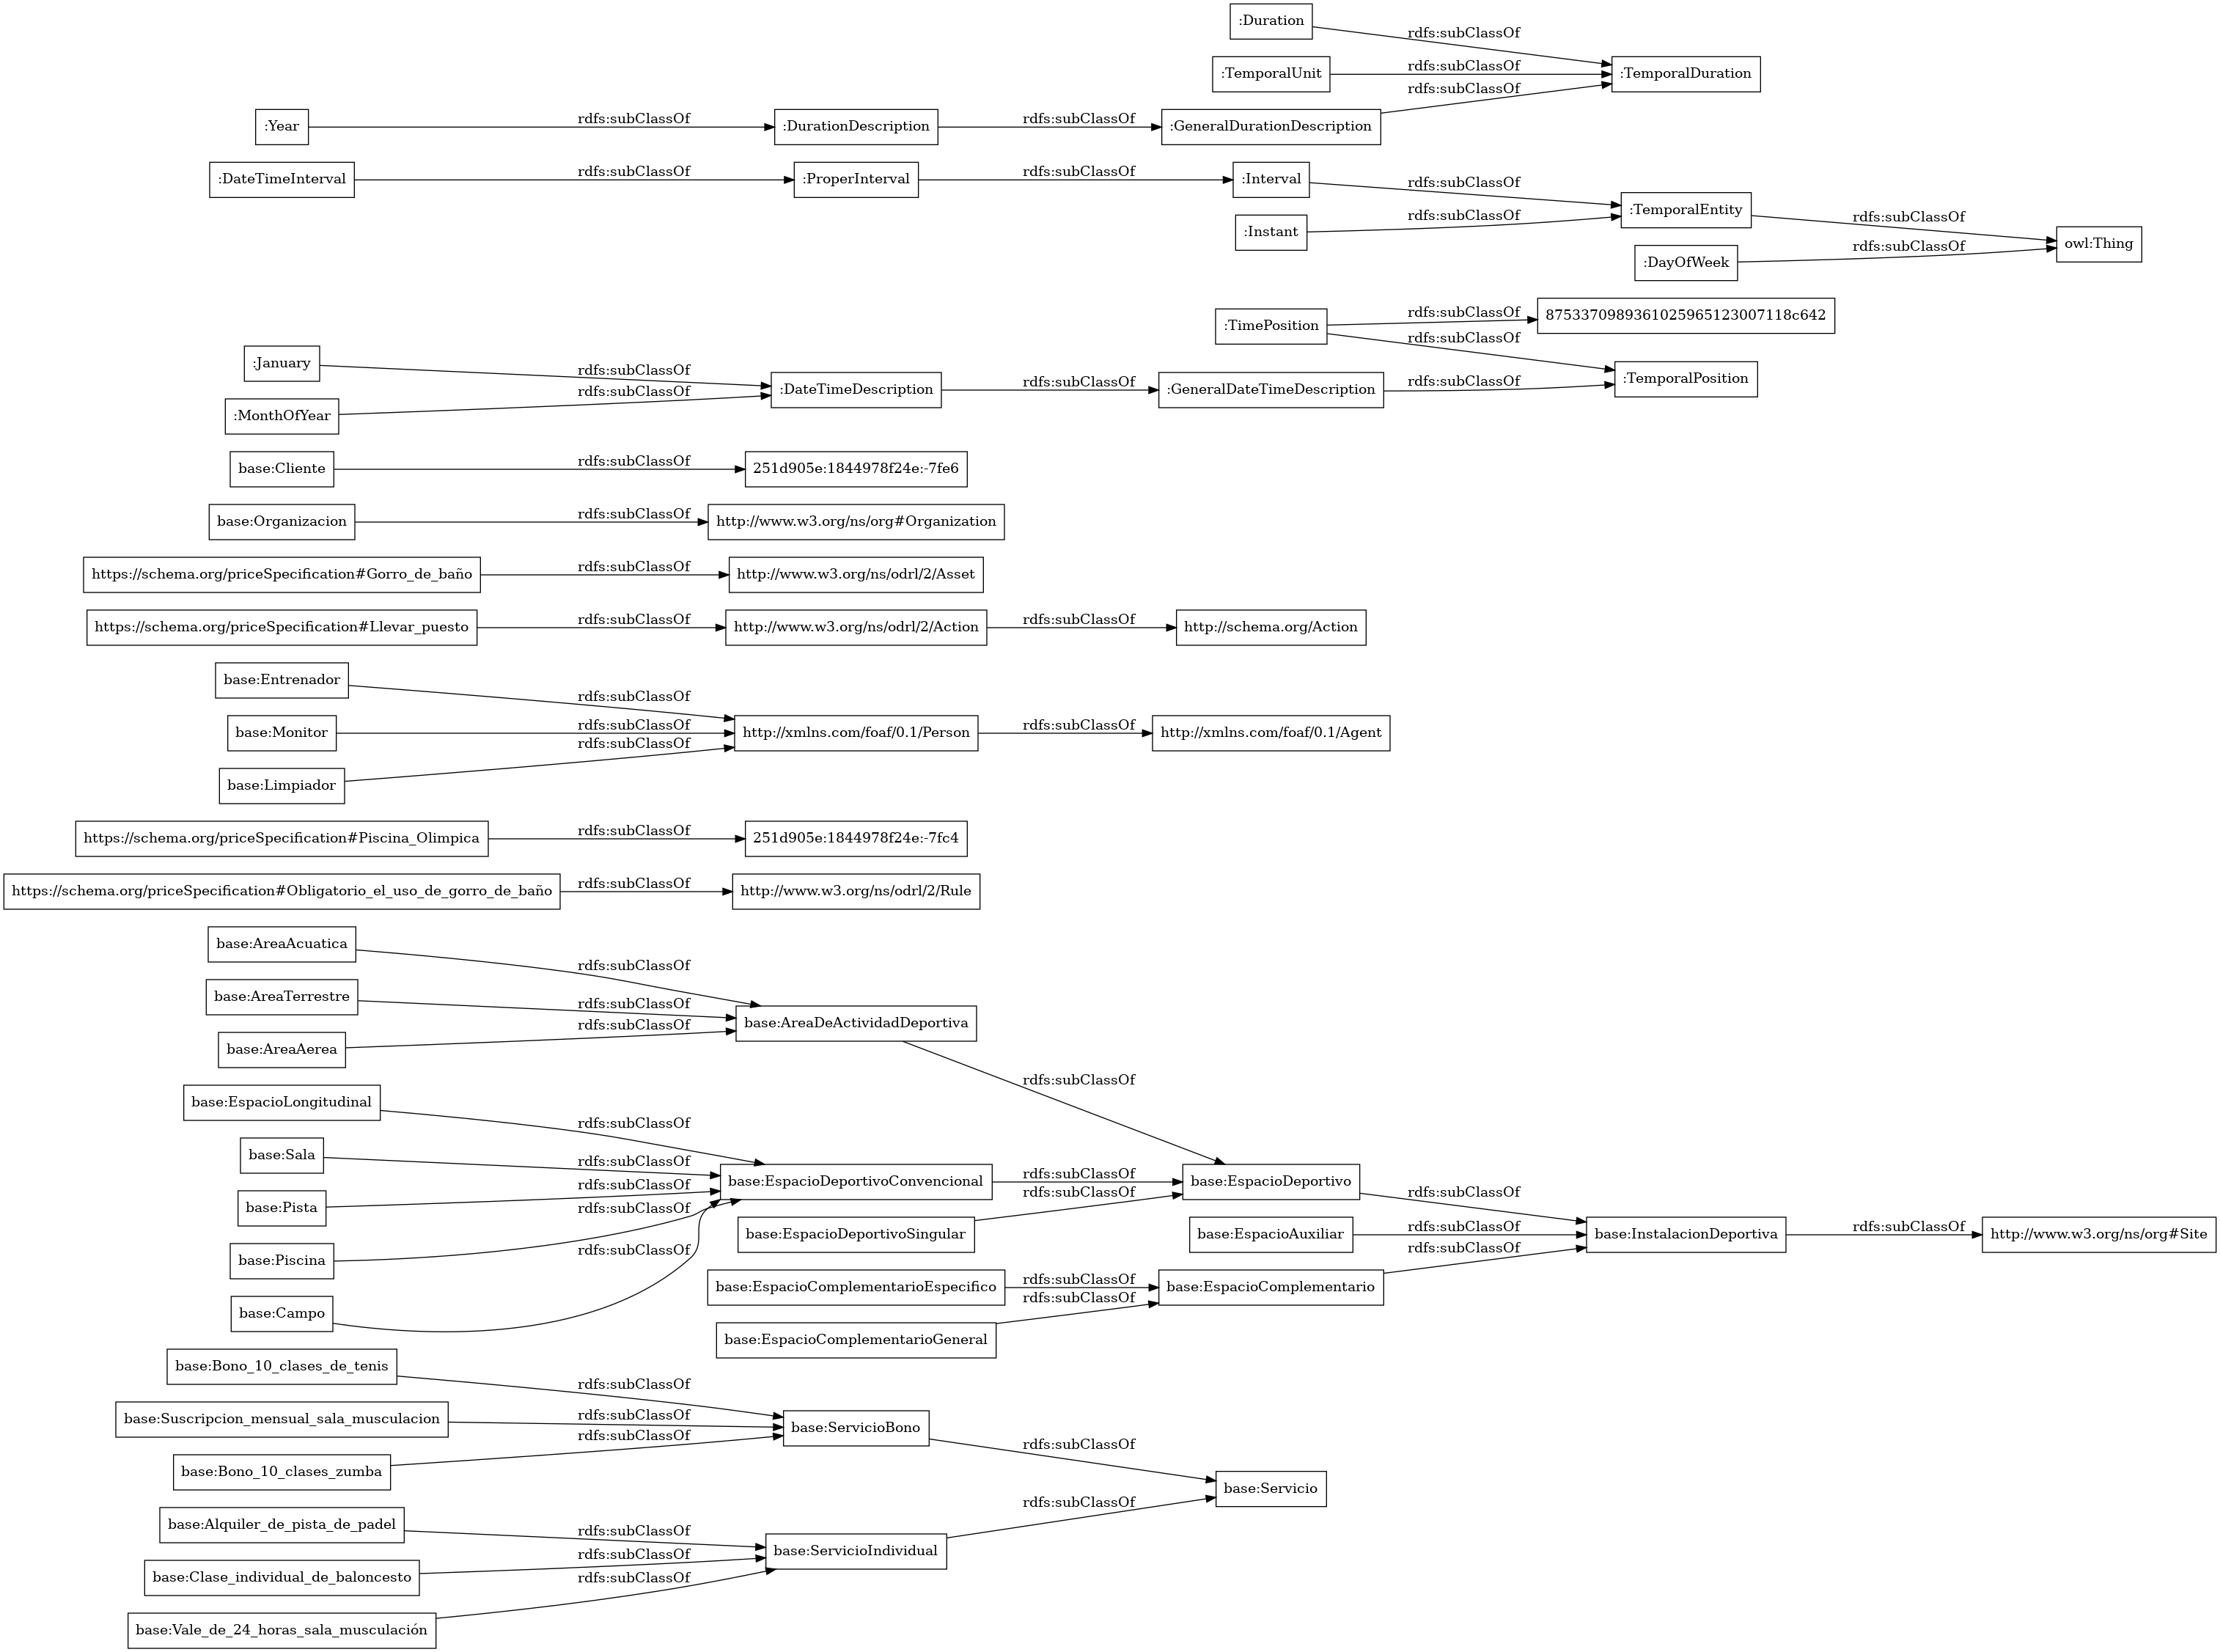 :Duration
rdfs:subClassOf
:TemporalUnit
rdfs:subClassOf
:TemporalDuration
rdfs:subClassOf
:Year
rdfs:subClassOf
:DurationDescription
rdfs:subClassOf
:GeneralDurationDescription
:DateTimeInterval
rdfs:subClassOf
:ProperInterval
rdfs:subClassOf
:Interval
rdfs:subClassOf
:TemporalEntity
rdfs:subClassOf
:Instant
rdfs:subClassOf
owl:Thing
:DayOfWeek
rdfs:subClassOf
:TimePosition
rdfs:subClassOf
8753370989361025965123007118c642
rdfs:subClassOf
:January
rdfs:subClassOf
:DateTimeDescription
rdfs:subClassOf
:GeneralDateTimeDescription
rdfs:subClassOf
:TemporalPosition
:MonthOfYear
rdfs:subClassOf
base:Cliente
rdfs:subClassOf
251d905e:1844978f24e:-7fe6
base:Organizacion
rdfs:subClassOf
http://www.w3.org/ns/org#Organization
https://schema.org/priceSpecification#Gorro_de_baño
rdfs:subClassOf
http://www.w3.org/ns/odrl/2/Asset
https://schema.org/priceSpecification#Llevar_puesto
rdfs:subClassOf
http://www.w3.org/ns/odrl/2/Action
rdfs:subClassOf
http://schema.org/Action
base:Entrenador
rdfs:subClassOf
base:Monitor
rdfs:subClassOf
http://xmlns.com/foaf/0.1/Person
rdfs:subClassOf
http://xmlns.com/foaf/0.1/Agent
base:Limpiador
rdfs:subClassOf
https://schema.org/priceSpecification#Piscina_Olimpica
rdfs:subClassOf
251d905e:1844978f24e:-7fc4
https://schema.org/priceSpecification#Obligatorio_el_uso_de_gorro_de_baño
rdfs:subClassOf
http://www.w3.org/ns/odrl/2/Rule
base:AreaAcuatica
rdfs:subClassOf
base:AreaTerrestre
rdfs:subClassOf
base:AreaDeActividadDeportiva
base:AreaAerea
rdfs:subClassOf
rdfs:subClassOf
base:EspacioLongitudinal
rdfs:subClassOf
base:Sala
rdfs:subClassOf
base:EspacioDeportivoConvencional
rdfs:subClassOf
base:EspacioDeportivo
rdfs:subClassOf
base:Pista
rdfs:subClassOf
base:EspacioDeportivoSingular
rdfs:subClassOf
base:EspacioAuxiliar
rdfs:subClassOf
base:InstalacionDeportiva
rdfs:subClassOf
http://www.w3.org/ns/org#Site
base:Piscina
rdfs:subClassOf
base:EspacioComplementarioEspecifico
rdfs:subClassOf
base:EspacioComplementario
rdfs:subClassOf
base:Campo
rdfs:subClassOf
base:EspacioComplementarioGeneral
rdfs:subClassOf
base:Bono_10_clases_de_tenis
rdfs:subClassOf
base:Suscripcion_mensual_sala_musculacion
rdfs:subClassOf
base:ServicioBono
rdfs:subClassOf
base:Bono_10_clases_zumba
rdfs:subClassOf
base:Servicio
base:Alquiler_de_pista_de_padel
rdfs:subClassOf
base:ServicioIndividual
rdfs:subClassOf
base:Clase_individual_de_baloncesto
rdfs:subClassOf
base:Vale_de_24_horas_sala_musculación
rdfs:subClassOf